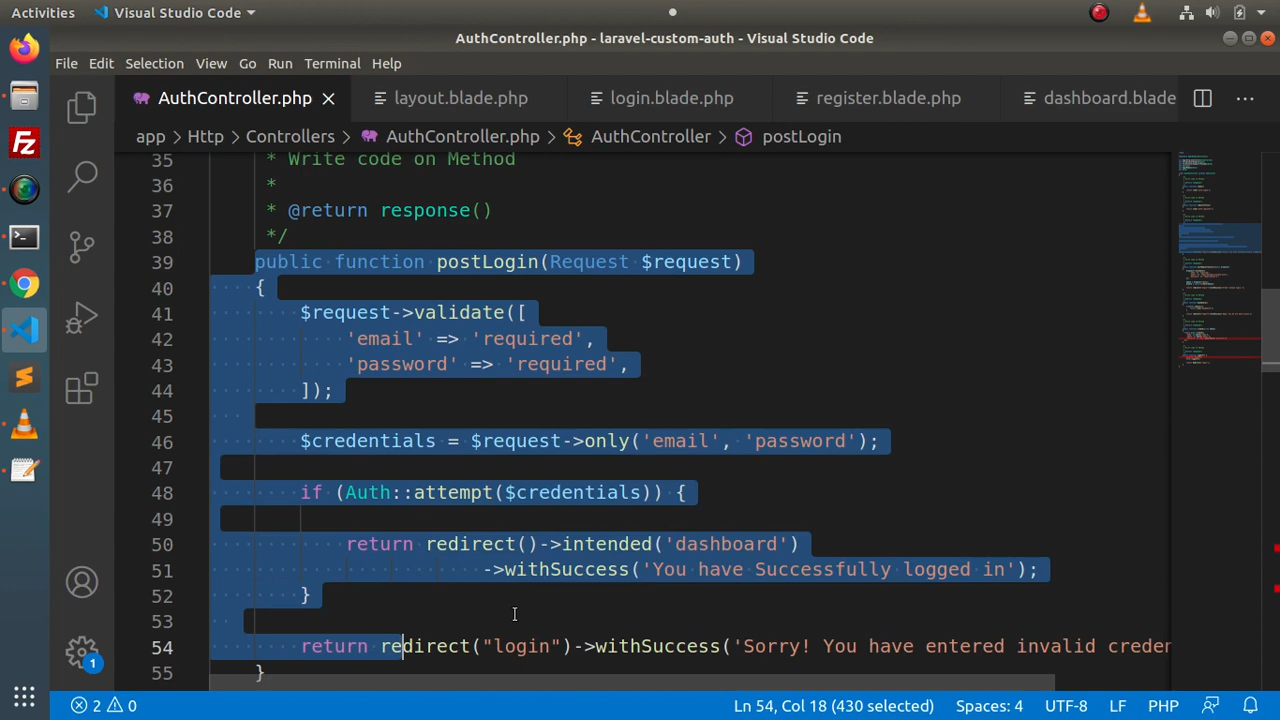 Activities Visual Studio Code
AuthController.php - laravel-custom-auth - Visual Studio Code
File Edit Selection View Go Run Terminal Help
AuthController.php layout.blade.php login.blade.php register.blade.php dashboard.blade
app > Http > Controllers > AuthController.php > AuthController > postLogin
35 * Write code on Method
36 *
37 * @return response()
38 */
39 public function postLogin(Request $request)
40 {
41 $request->validate([
42 'email' => 'required',
43 'password' => 'required',
44 ]);
45
46 $credentials = $request->only('email', 'password');
47
48 if (Auth::attempt($credentials)) {
49
50 return redirect()->intended('dashboard')
51 ->withSuccess('You have Successfully logged in');
52 }
53
54 return redirect("login")->withSuccess('Sorry! You have entered invalid creden
55 }
1
2 0 Ln 54, Col 18 (430 selected) Spaces: 4 UTF-8 LF PHP